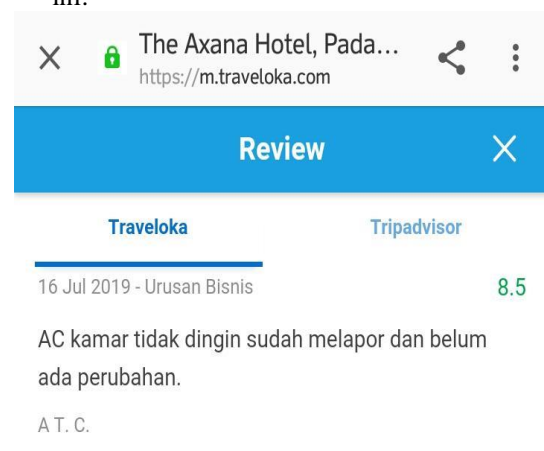 The Axana Hotel, Pada...
https://m.traveloka.com
Review
Traveloka Tripadvisor
16 Jul 2019 - Urusan Bisnis 8.5
AC kamar tidak dingin sudah melapor dan belum
ada perubahan.
A T. C.